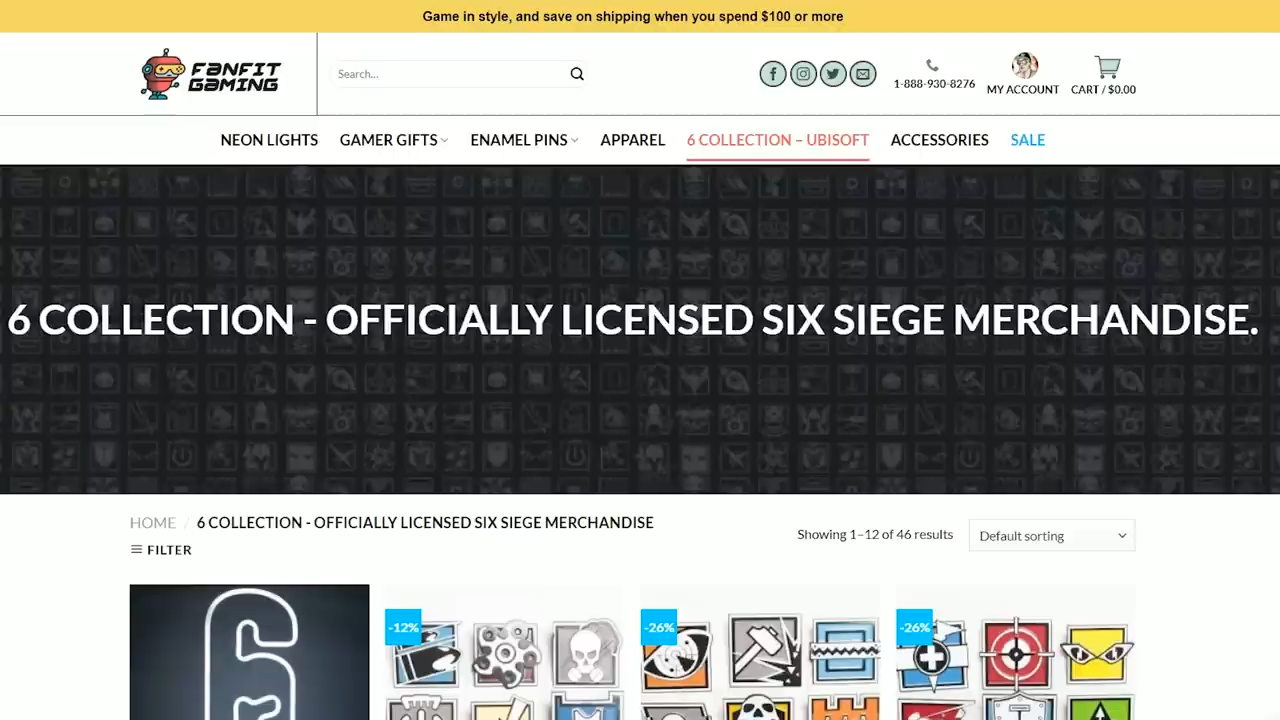 Game in style, and save on shipping when you spend $100 or more
FANFIT
GAMING
Search...
1-888-930-8276
MY ACCOUNT
CART / $0.00
NEON LIGHTS
GAMER GIFTS
ENAMEL PINS
APPAREL
6 COLLECTION – UBISOFT
ACCESSORIES
SALE
6 COLLECTION - OFFICIALLY LICENSED SIX SIEGE MERCHANDISE.
HOME / 6 COLLECTION - OFFICIALLY LICENSED SIX SIEGE MERCHANDISE
FILTER
Showing 1–12 of 46 results
Default sorting
-12%
-26%
-26%